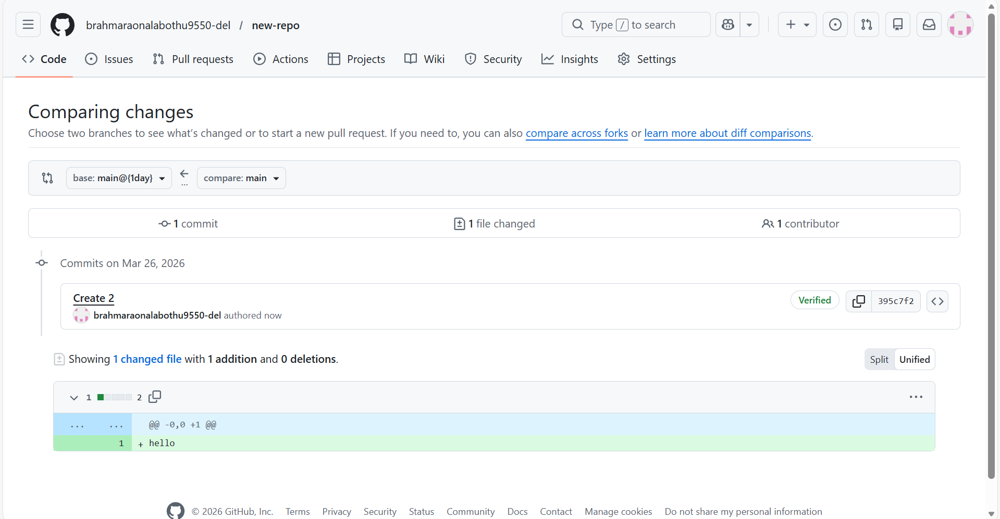 brahmaraonalabothu9550-del / new-repo
Type / to search
Code Issues Pull requests Actions Projects Wiki Security Insights Settings
Comparing changes
Choose two branches to see what’s changed or to start a new pull request. If you need to, you can also compare across forks or learn more about diff comparisons.
base: main@{1day} ... compare: main
1 commit 1 file changed 1 contributor
Commits on Mar 26, 2026
Create 2
Verified 395c7f2
brahmaraonalabothu9550-del authored now
Showing 1 changed file with 1 addition and 0 deletions.
Split Unified
1 2
... ... @@ -0,0 +1 @@
1 + hello
© 2026 GitHub, Inc. Terms Privacy Security Status Community Docs Contact Manage cookies Do not share my personal information